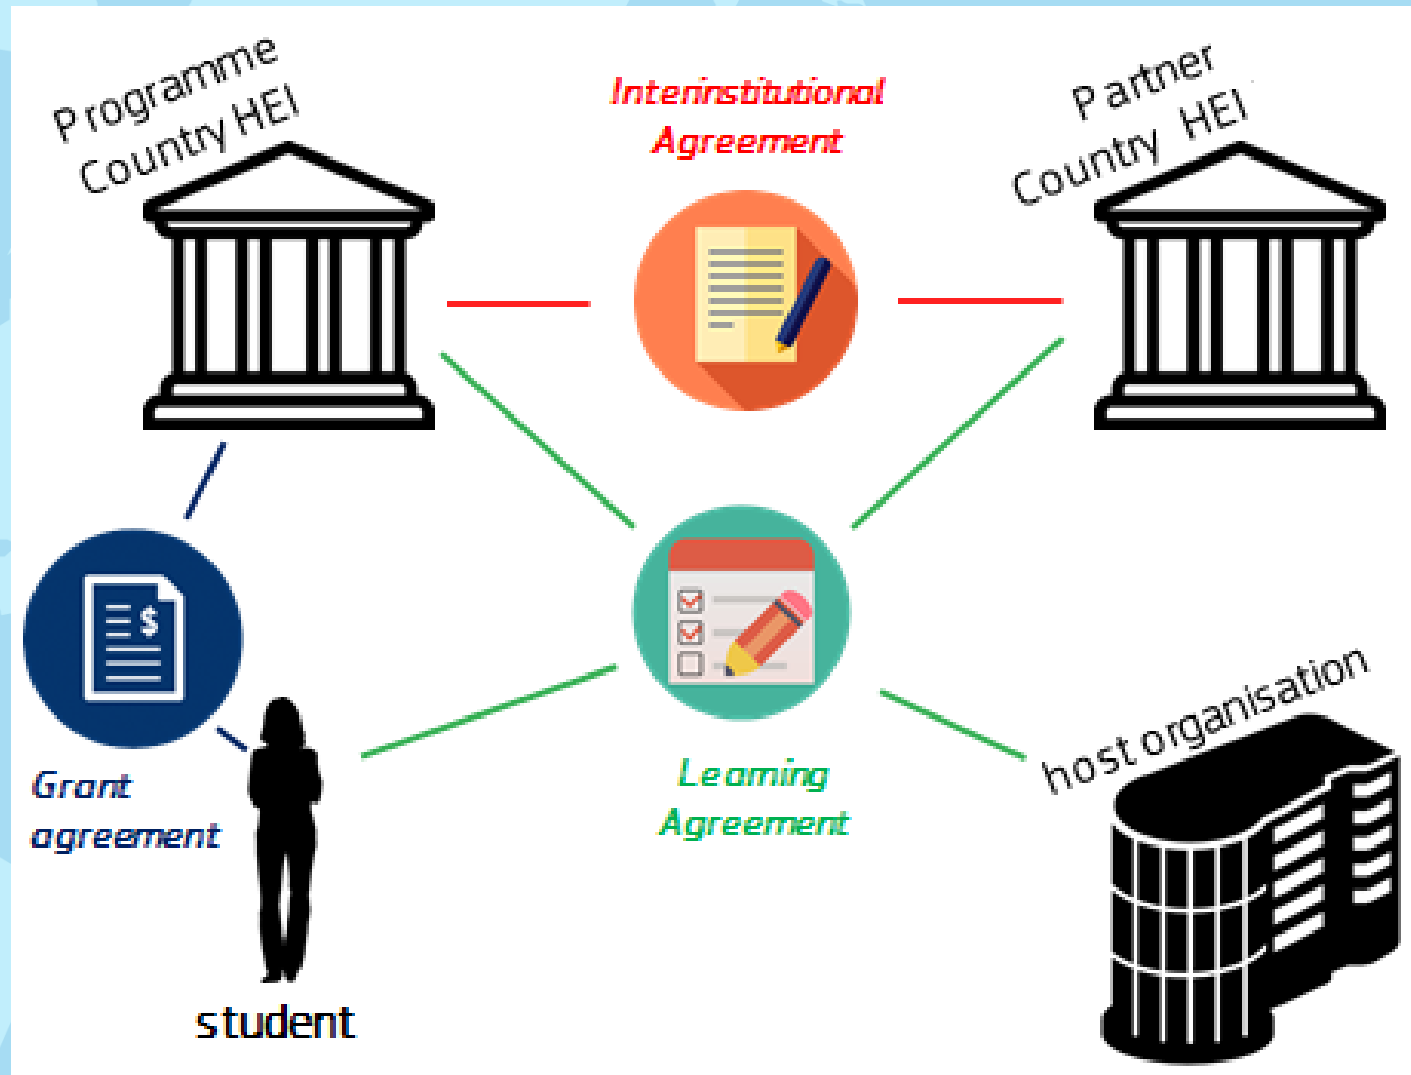 Programme
Country HEI
Interinstitutional
Agreement
Partner
Country HEI
$
Grant
agreement
Learning
Agreement
host organisation
student